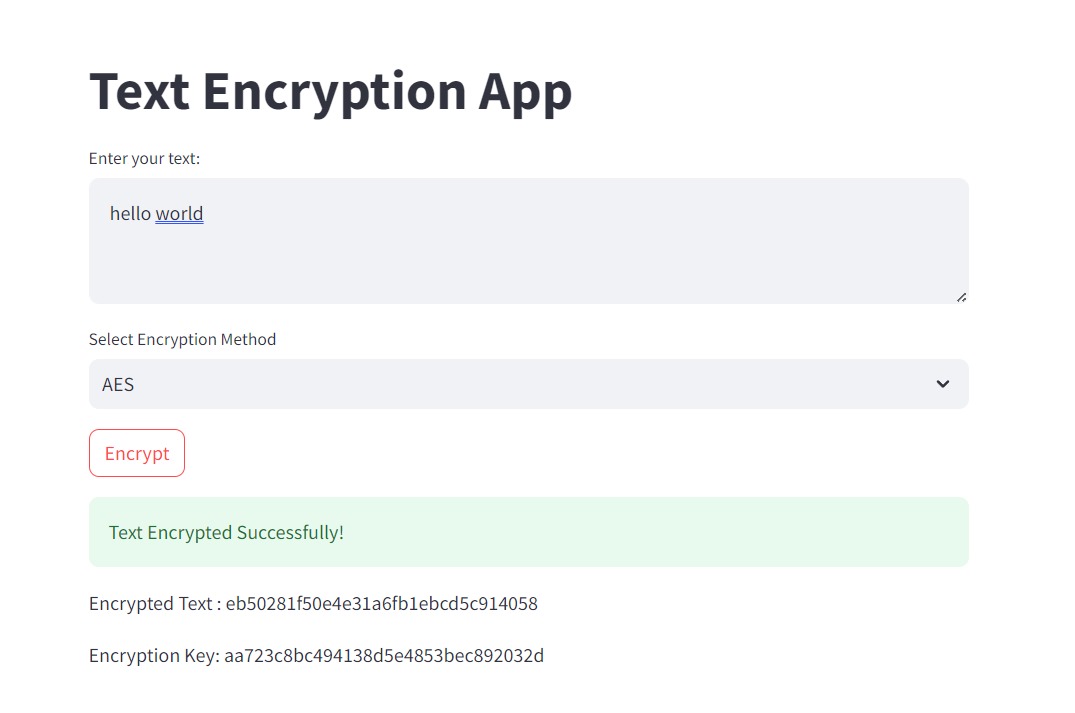 Text Encryption App
Enter your text:
hello world
Select Encryption Method
AES
Encrypt
Text Encrypted Successfully!
Encrypted Text : eb50281f50e4e31a6fb1ebcd5c914058
Encryption Key: aa723c8bc494138d5e4853bec892032d